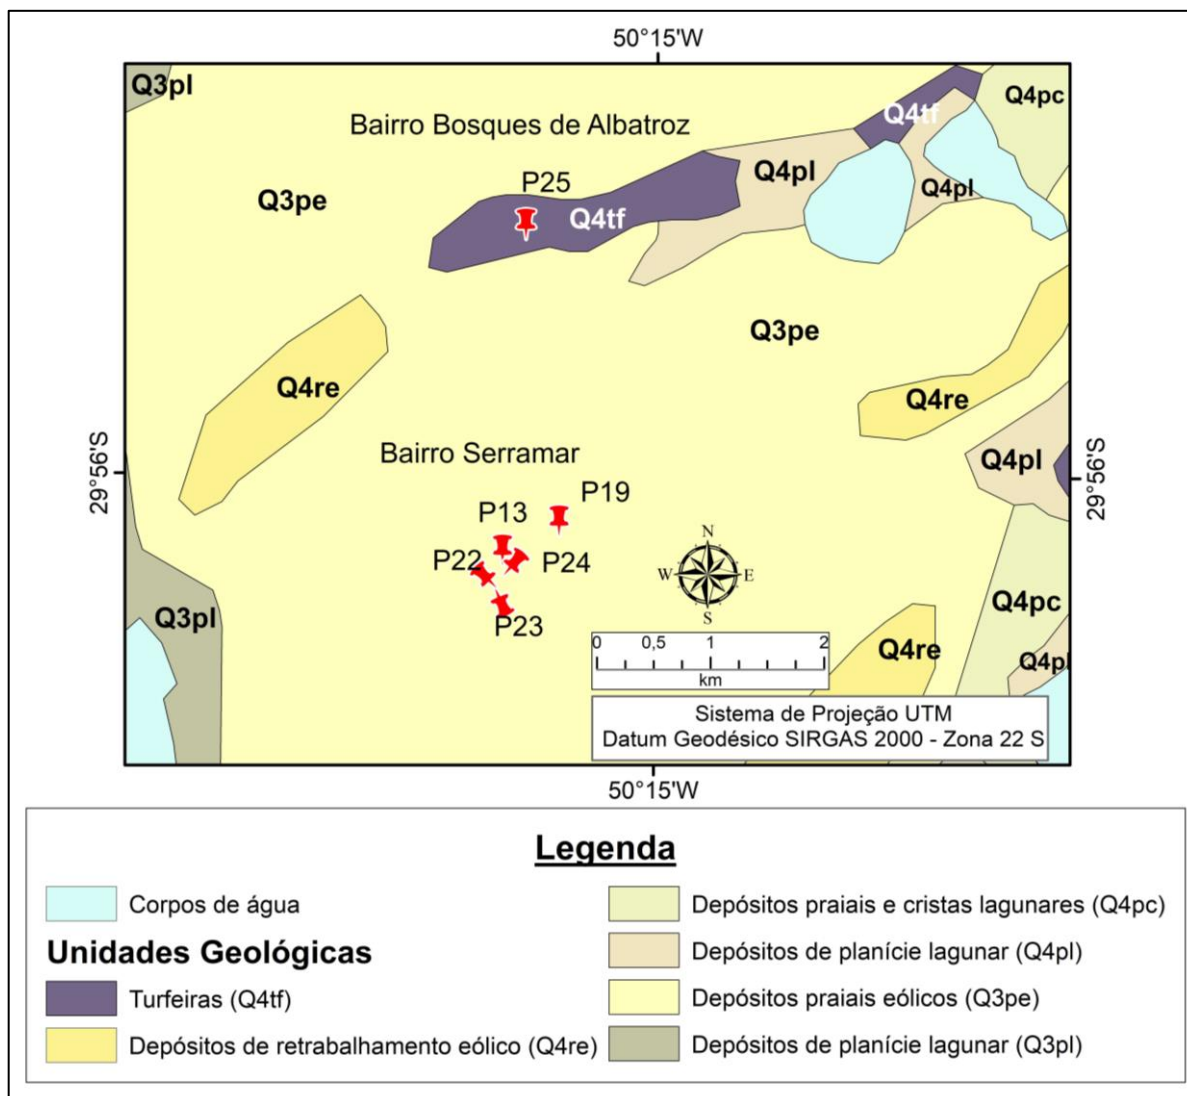 50°15'W
Q3pl
Q4pc
Q4tf
Bairro Bosques de Albatroz
Q4pl
P25
Q4pl
Q3pe
Q4tf
Q3pe
Q4re
Q4re
Bairro Serramar
29°56'S
Q4pl
29°56'S
P19
P13
P22
P24
N
W
E
S
Q4pc
Q3pl
P23
0
0,5
1
2
km
Q4re
Q4pl
Sistema de Projeção UTM
Datum Geodésico SIRGAS 2000 - Zona 22 S
50°15'W
Legenda
Corpos de água
Unidades Geológicas
Turfeiras (Q4tf)
Depósitos de retrabalhamento eólico (Q4re)
Depósitos praiais e cristas lagunares (Q4pc)
Depósitos de planície lagunar (Q4pl)
Depósitos praiais eólicos (Q3pe)
Depósitos de planície lagunar (Q3pl)